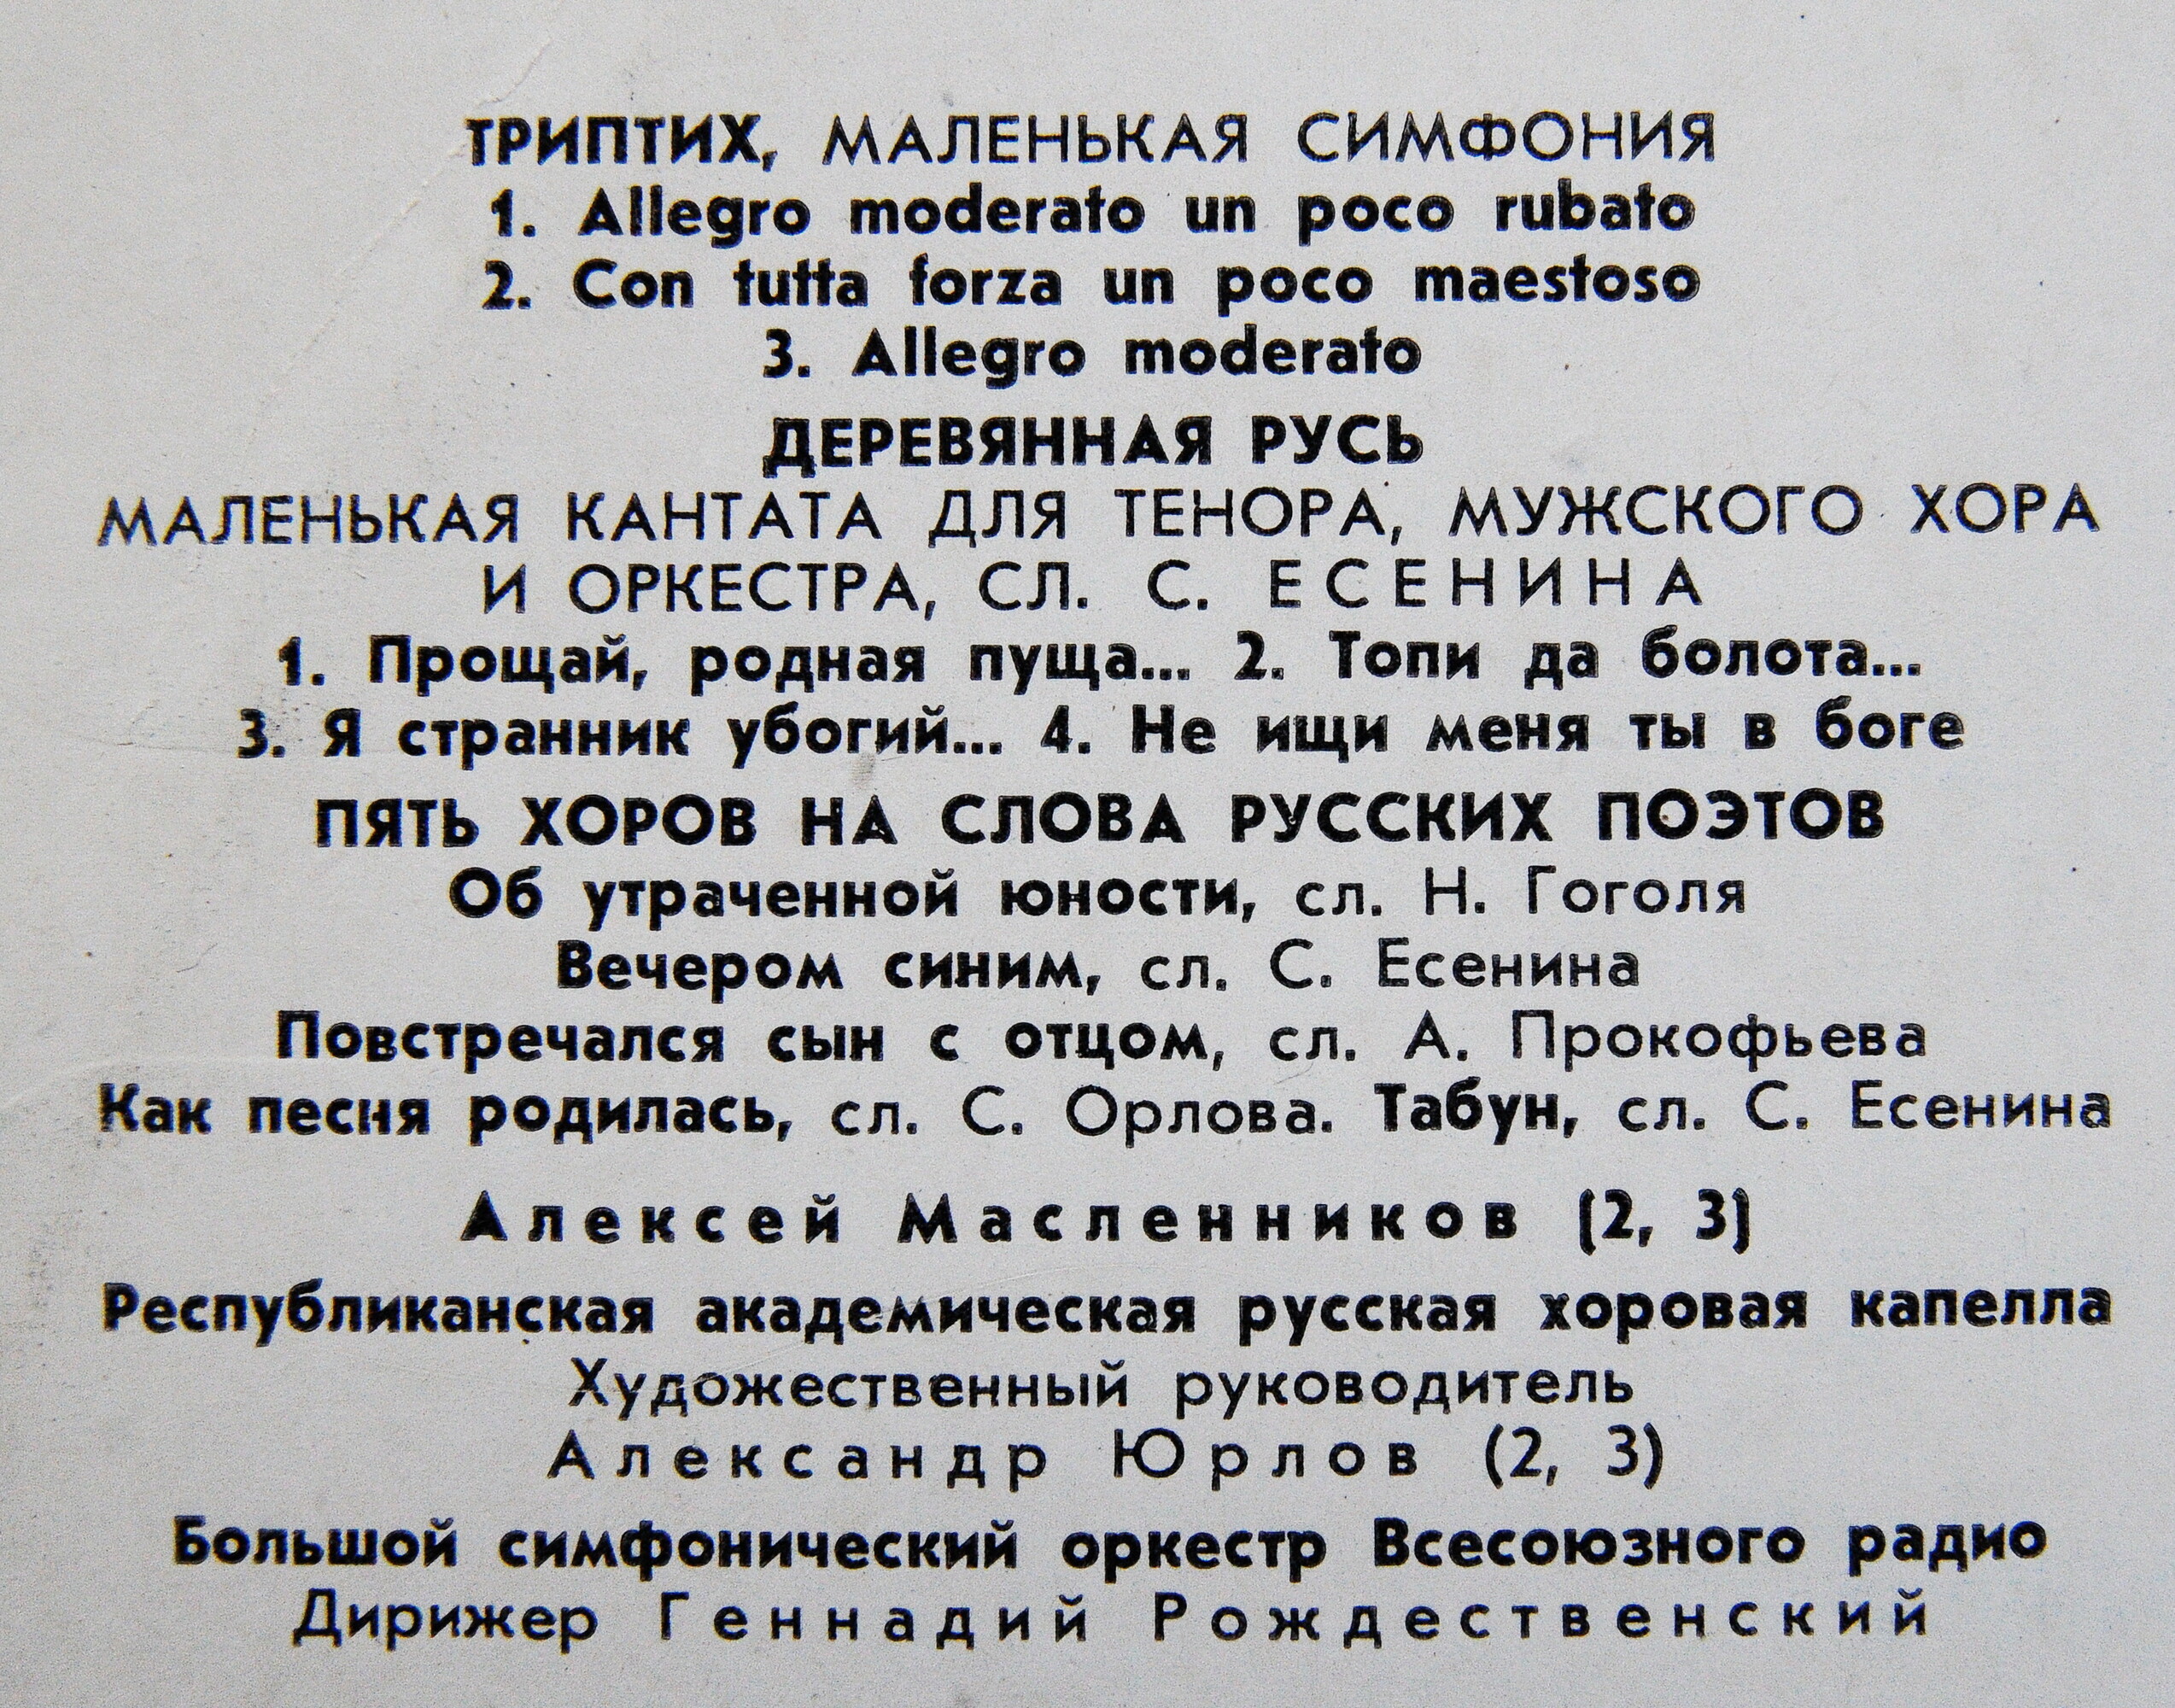 ТРИПТИХ, МАЛЕНЬКАЯ СИМФОНИЯ
1. Allegro moderato un poco rubato
2. Con tutta forza un poco maestoso
3. Allegro moderato
ДЕРЕВЯННАЯ РУСЬ
МАЛЕНЬКАЯ КАНТАТА ДЛЯ ТЕНОРА, МУЖСКОГО ХОРА
И ОРКЕСТРА, СЛ. С. ЕСЕНИНА
1. Прощай, родная пуща... 2. Топи да болота...
3. Я странник убогий... 4. Не ищи меня ты в боге
ПЯТЬ ХОРОВ НА СЛОВА РУССКИХ ПОЭТОВ
Об утраченной юности, сл. Н. Гоголя
Вечером синим, сл. С. Есенина
Повстречался сын с отцом, сл. А. Прокофьева
Как песня родилась, сл. С. Орлова. Табун, сл. С. Есенина
Алексей Масленников (2, 3)
Республиканская академическая русская хоровая капелла
Художественный руководитель
Александр Юрлов (2, 3)
Большой симфонический оркестр Всесоюзного радио
Дирижер Геннадий Рождественский